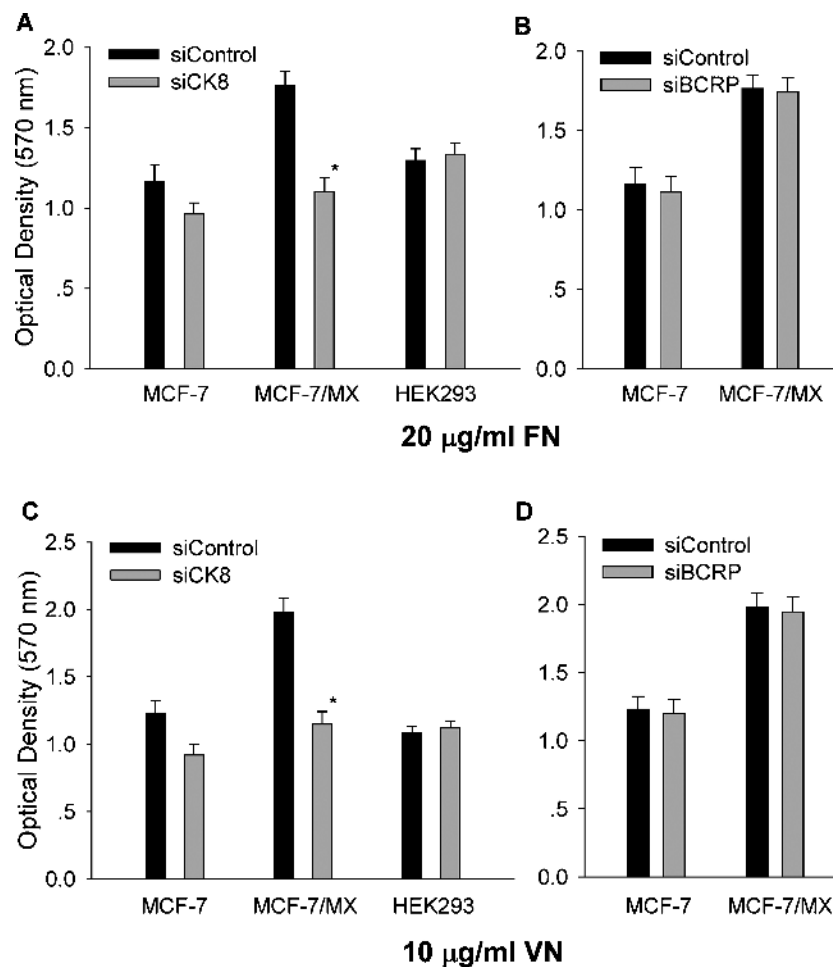 A
siControl
siCK8
Optical Density (570 nm)
2.0
1.5
1.0
.5
0.0
*
MCF-7 MCF-7/MX HEK293
B
siControl
siBCRP
2.0
1.5
1.0
.5
0.0
MCF-7 MCF-7/MX
20 μg/ml FN
C
siControl
siCK8
Optical Density (570 nm)
2.5
2.0
1.5
1.0
.5
0.0
*
MCF-7 MCF-7/MX HEK293
D
siControl
siBCRP
2.5
2.0
1.5
1.0
.5
0.0
MCF-7 MCF-7/MX
10 μg/ml VN